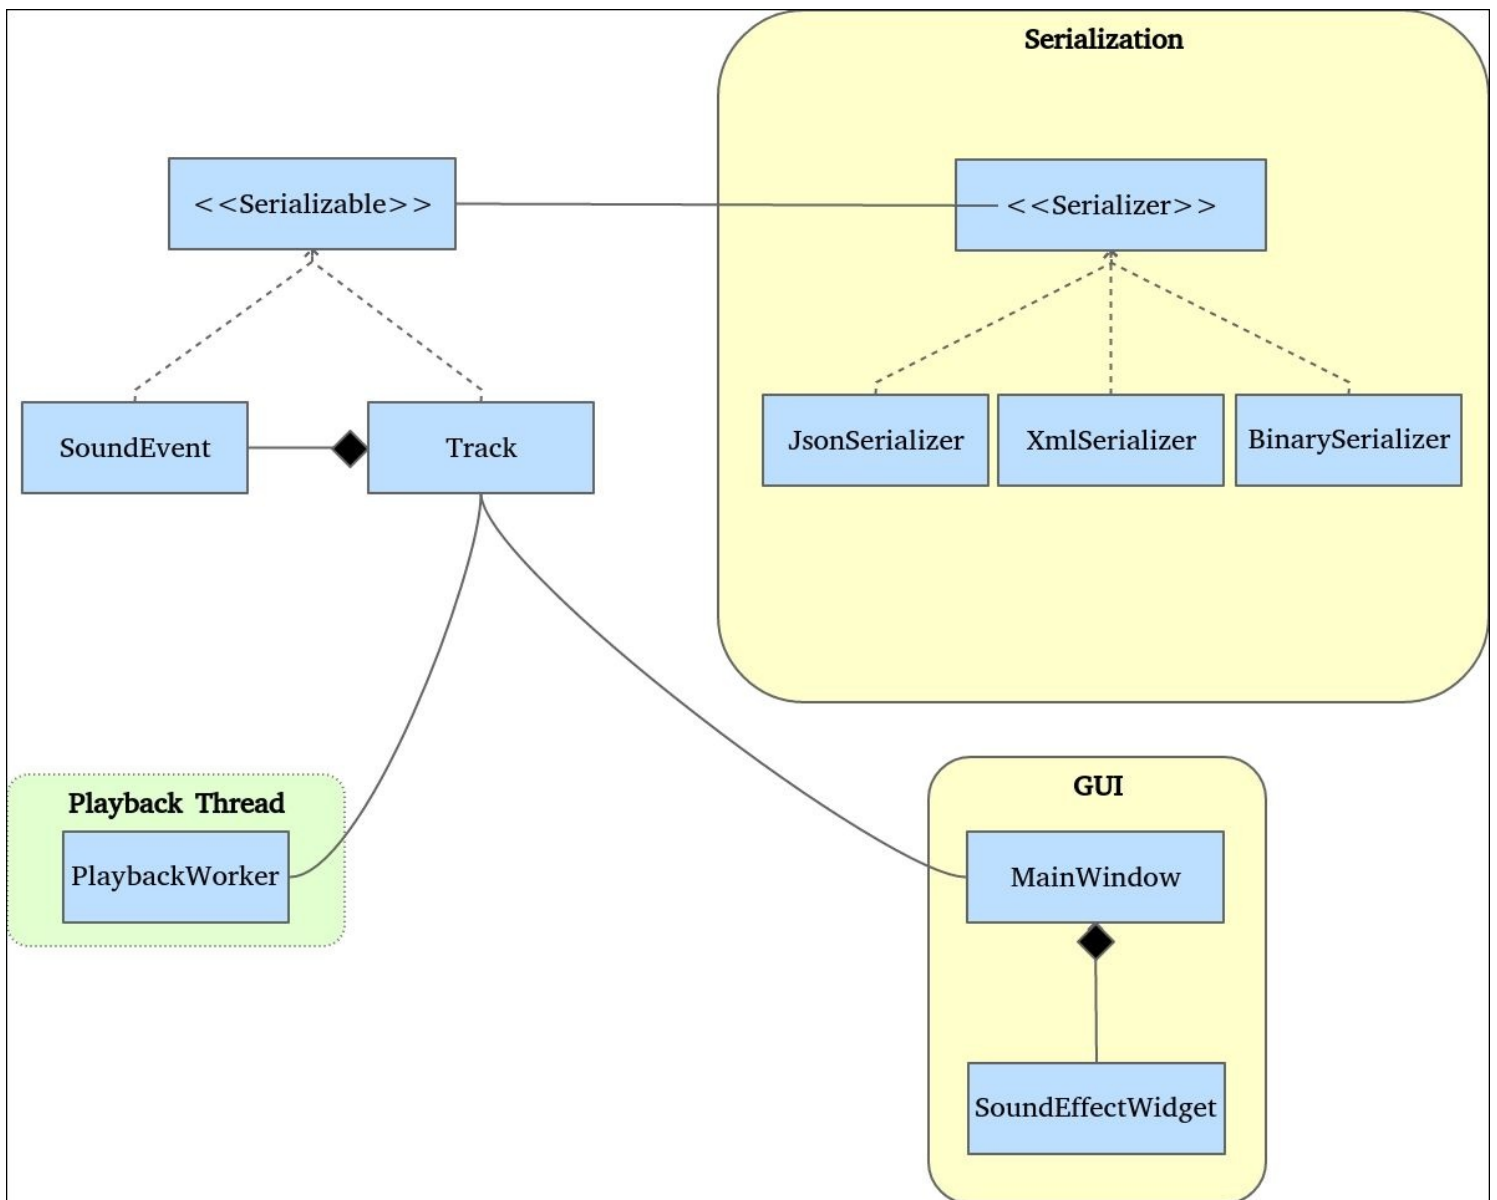 Serialization
<<Serializable>>
<<Serializer>>
SoundEvent
Track
JsonSerializer
XmlSerializer
BinarySerializer
Playback Thread
PlaybackWorker
GUI
MainWindow
SoundEffectWidget